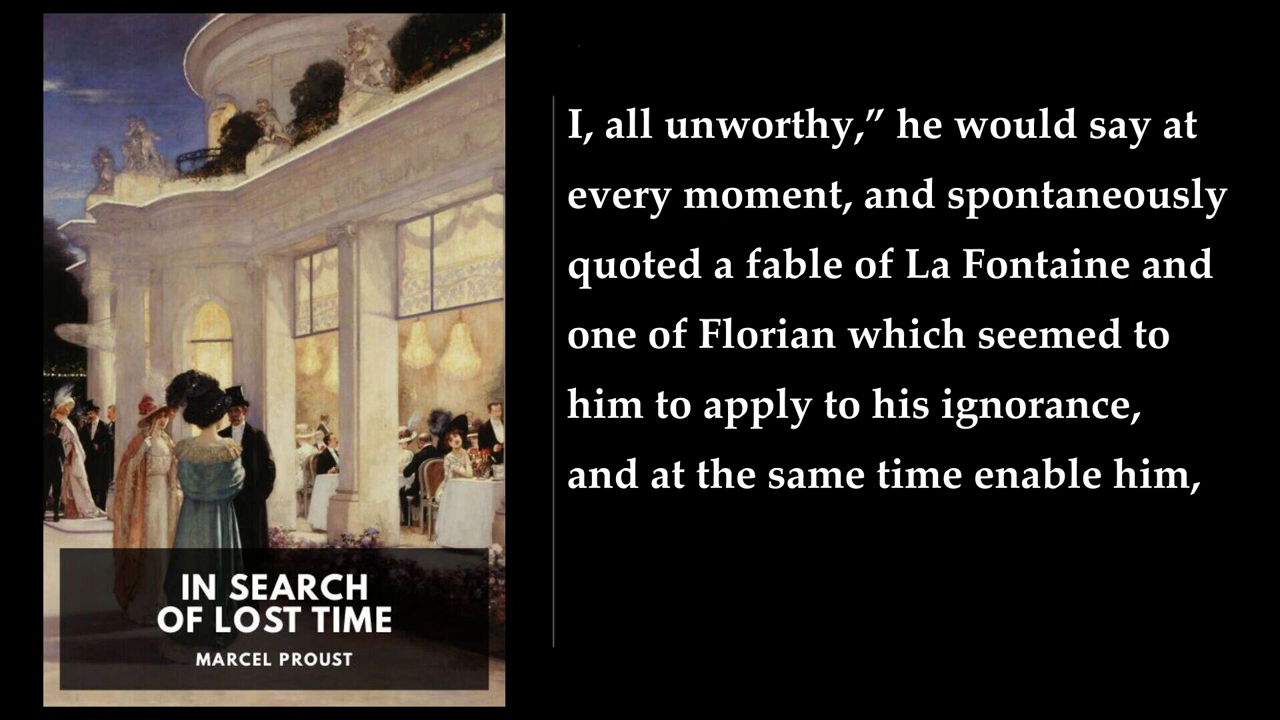 IN SEARCH
OF LOST TIME
MARCEL PROUST
I, all unworthy,” he would say at
every moment, and spontaneously
quoted a fable of La Fontaine and
one of Florian which seemed to
him to apply to his ignorance,
and at the same time enable him,